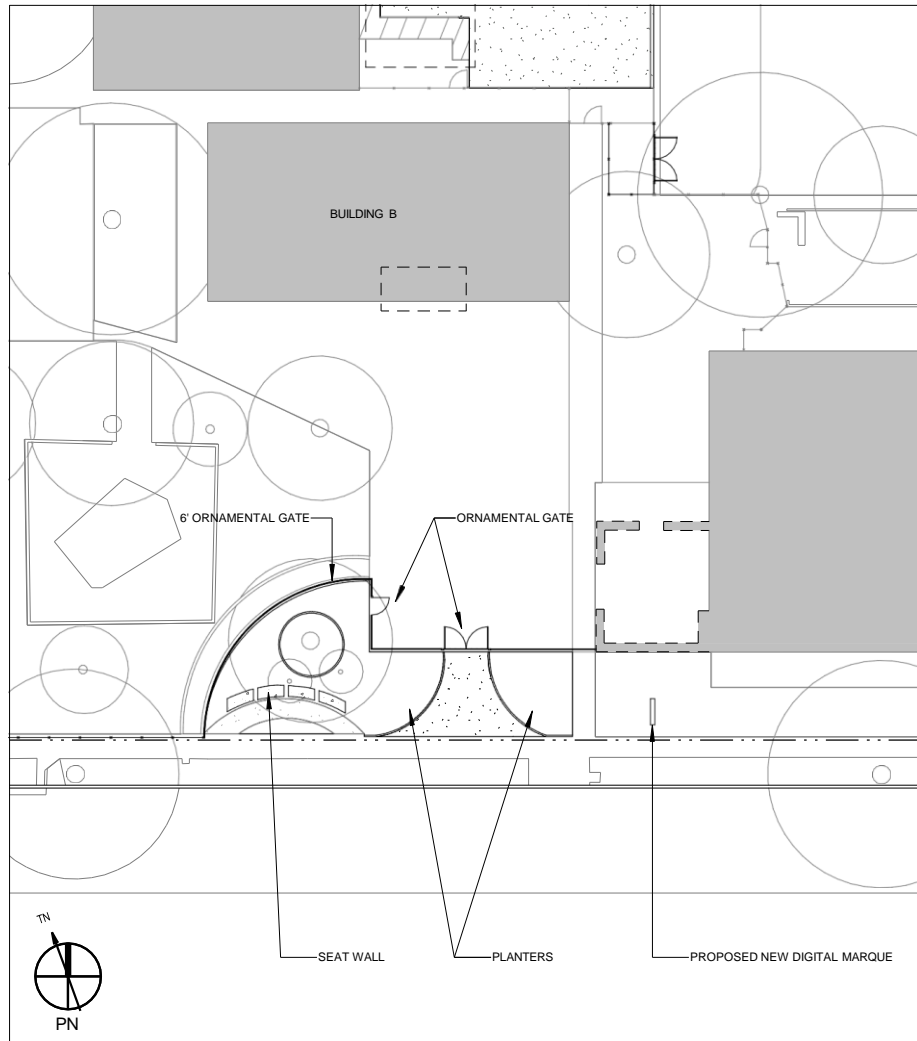 BUILDING B
6' ORNAMENTAL GATE
ORNAMENTAL GATE
SEAT WALL
PLANTERS
PROPOSED NEW DIGITAL MARQUE
TN
PN